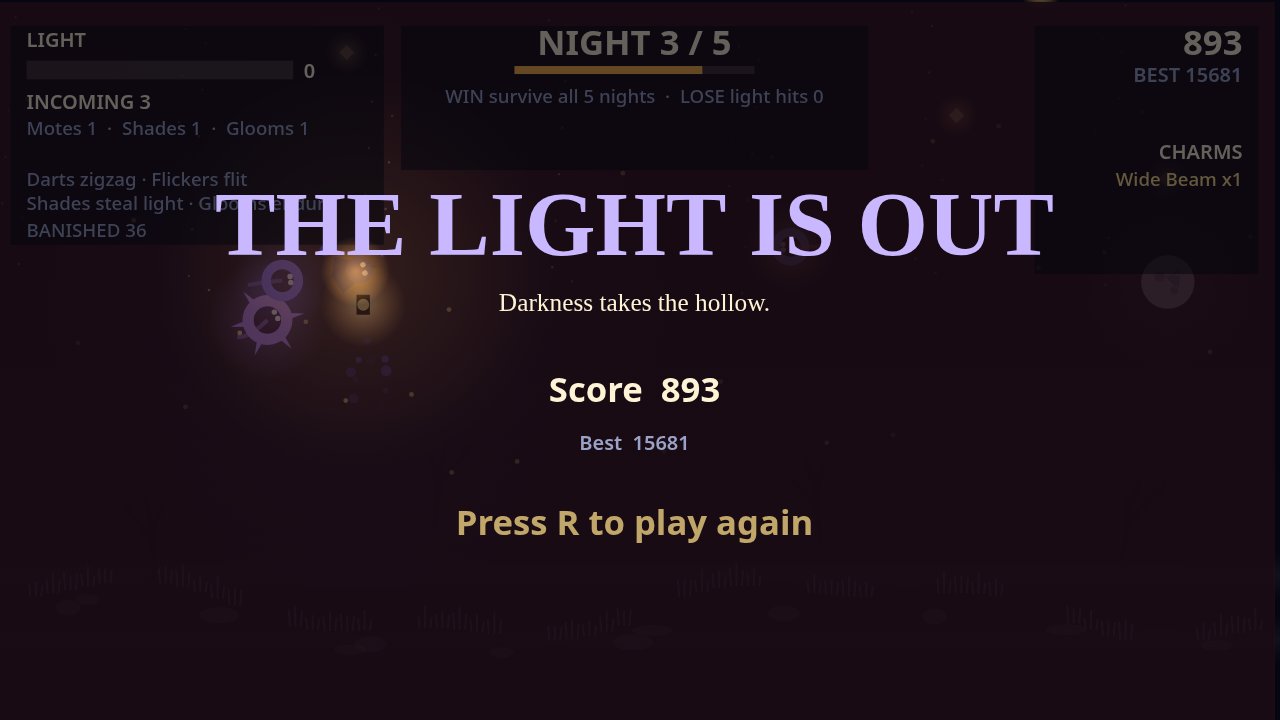 LIGHT
0
INCOMING 3
Motes 1 · Shades 1 · Glooms 1
Darts zigzag · Flickers flit
Shades steal light · Glooms endur
BANISHED 36
NIGHT 3 / 5
WIN survive all 5 nights · LOSE light hits 0
893
BEST 15681
CHARMS
Wide Beam x1
THE LIGHT IS OUT
Darkness takes the hollow.
Score 893
Best 15681
Press R to play again